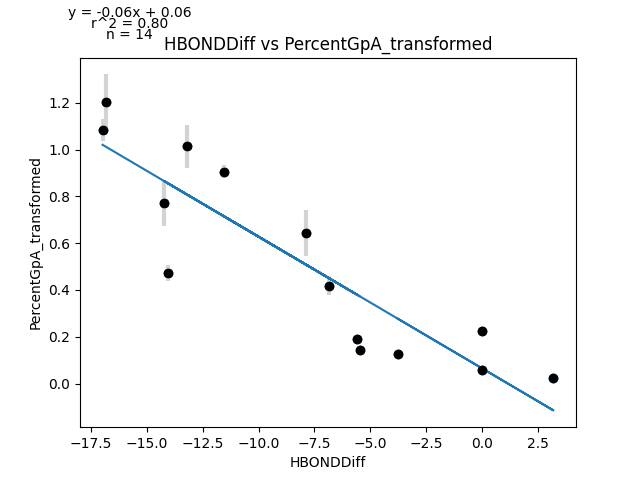 y = -0.06x + 0.06
r^2 = 0.80
n = 14
HBONDDiff vs PercentGpA_transformed
PercentGpA_transformed
1.2
1.0
0.8
0.6
0.4
0.2
0.0
−17.5 −15.0 −12.5 −10.0 −7.5 −5.0 −2.5 0.0 2.5
HBONDDiff